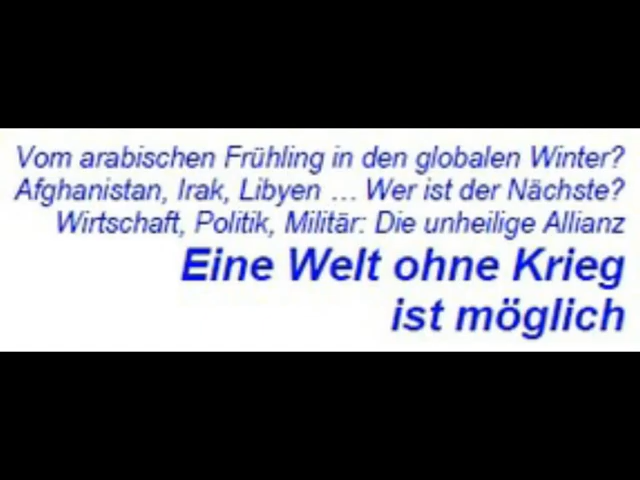 Vom arabischen Frühling in den globalen Winter?
Afghanistan, Irak, Libyen ... Wer ist der Nächste?
Wirtschaft, Politik, Militär: Die unheilige Allianz
Eine Welt ohne Krieg
ist möglich